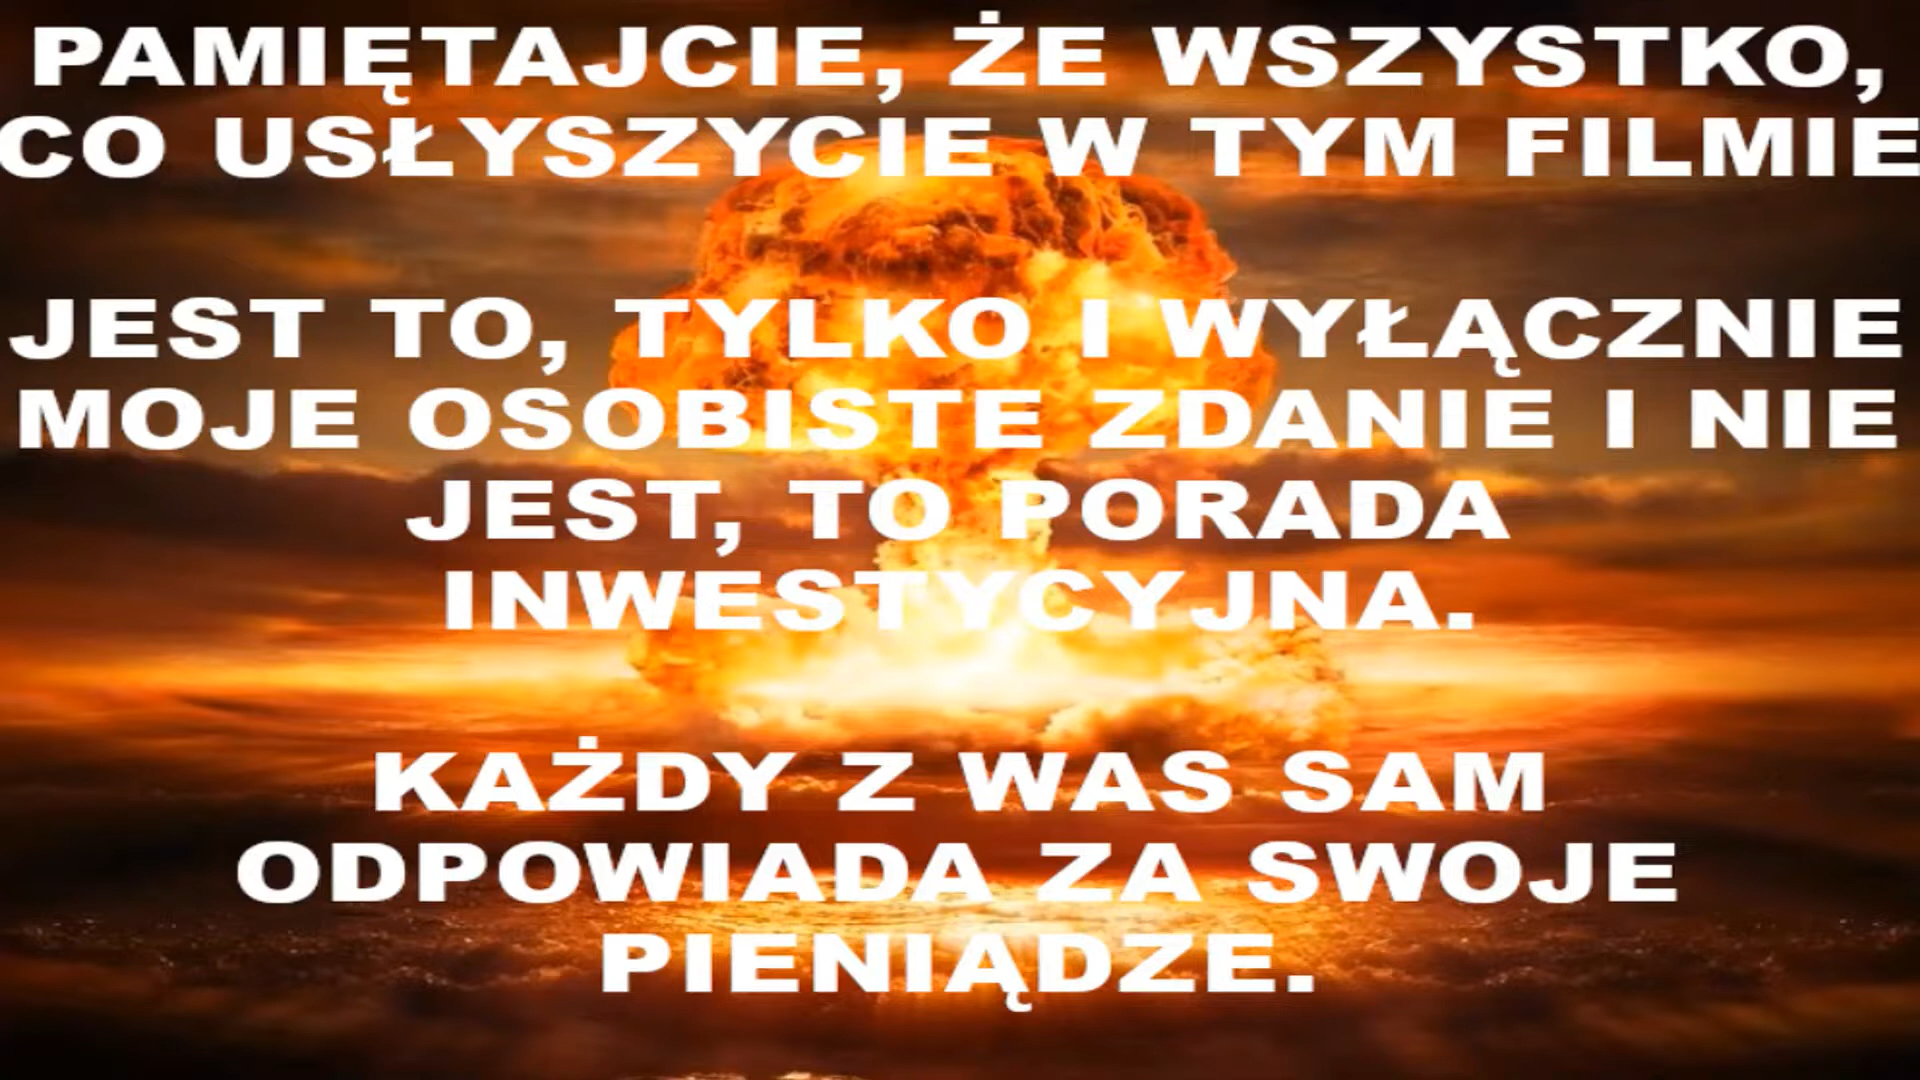 PAMIĘTAJCIE, ŻE WSZYSTKO,
CO USŁYSZYCIE W TYM FILMIE
JEST TO, TYLKO I WYŁĄCZNIE
MOJE OSOBISTE ZDANIE I NIE
JEST, TO PORADA
INWESTYCYJNA.
KAŻDY Z WAS SAM
ODPOWIADA ZA SWOJE
PIENIĄDZE.